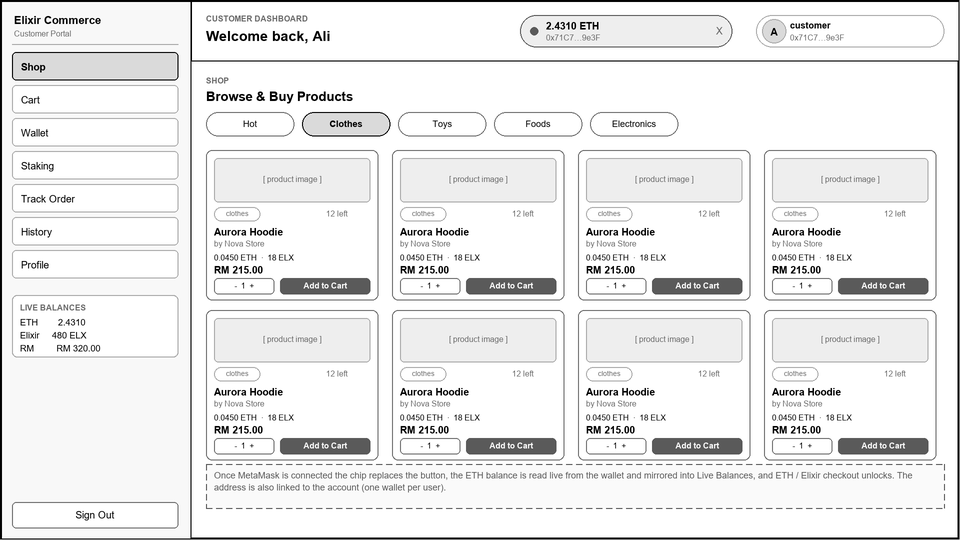 Elixir Commerce
Customer Portal
Shop
Cart
Wallet
Staking
Track Order
History
Profile
LIVE BALANCES
ETH 2.4310
Elixir 480 ELX
RM RM 320.00
Sign Out
CUSTOMER DASHBOARD
Welcome back, Ali
2.4310 ETH
0x71C7...9e3F
X
A
customer
0x71C7...9e3F
SHOP
Browse & Buy Products
Hot Clothes Toys Foods Electronics
[ product image ] [ product image ] [ product image ] [ product image ]
clothes 12 left clothes 12 left clothes 12 left clothes 12 left
Aurora Hoodie Aurora Hoodie Aurora Hoodie Aurora Hoodie
by Nova Store by Nova Store by Nova Store by Nova Store
0.0450 ETH · 18 ELX 0.0450 ETH · 18 ELX 0.0450 ETH · 18 ELX 0.0450 ETH · 18 ELX
RM 215.00 RM 215.00 RM 215.00 RM 215.00
- 1 + Add to Cart - 1 + Add to Cart - 1 + Add to Cart - 1 + Add to Cart
[ product image ] [ product image ] [ product image ] [ product image ]
clothes 12 left clothes 12 left clothes 12 left clothes 12 left
Aurora Hoodie Aurora Hoodie Aurora Hoodie Aurora Hoodie
by Nova Store by Nova Store by Nova Store by Nova Store
0.0450 ETH · 18 ELX 0.0450 ETH · 18 ELX 0.0450 ETH · 18 ELX 0.0450 ETH · 18 ELX
RM 215.00 RM 215.00 RM 215.00 RM 215.00
- 1 + Add to Cart - 1 + Add to Cart - 1 + Add to Cart - 1 + Add to Cart
Once MetaMask is connected the chip replaces the button, the ETH balance is read live from the wallet and mirrored into Live Balances, and ETH / Elixir checkout unlocks. The
address is also linked to the account (one wallet per user).